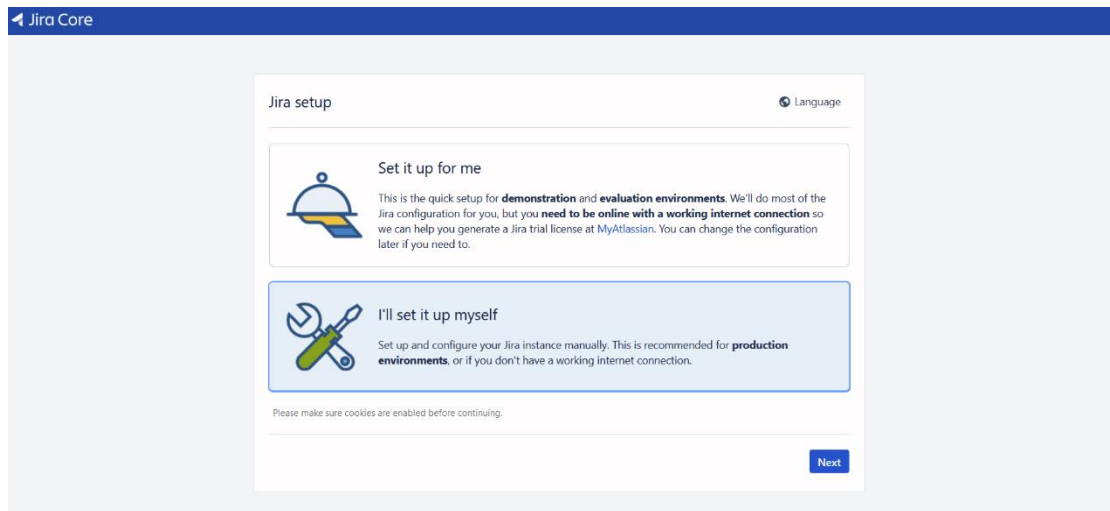 Jira Core
Jira setup
Language
Set it up for me
This is the quick setup for demonstration and evaluation environments. We'll do most of the
Jira configuration for you, but you need to be online with a working internet connection so
we can help you generate a Jira trial license at MyAtlassian. You can change the configuration
later if you need to.
I'll set it up myself
Set up and configure your Jira instance manually. This is recommended for production
environments, or if you don't have a working internet connection.
Please make sure cookies are enabled before continuing.
Next